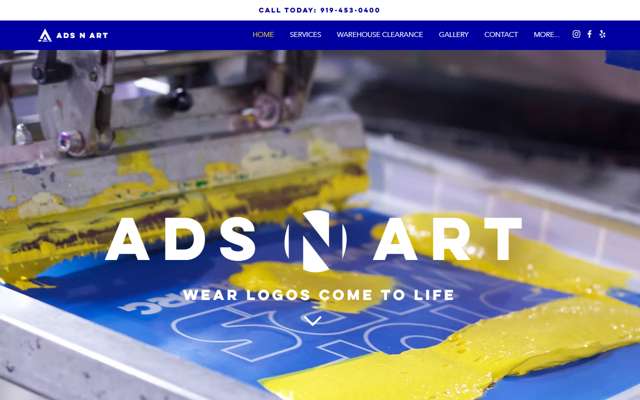 CALL TODAY: 919-453-0400
ADS N ART
HOME SERVICES WAREHOUSE CLEARANCE GALLERY CONTACT MORE...
ADS N ART
WEAR LOGOS COME TO LIFE